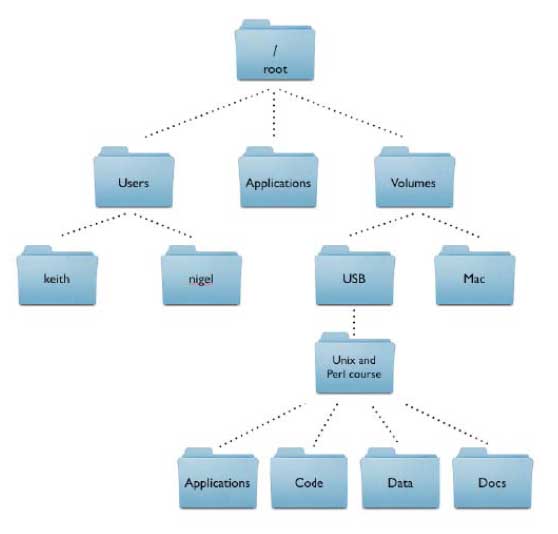 /
root
Users
Applications
Volumes
keith
nigel
USB
Mac
Unix and
Perl course
Applications
Code
Data
Docs